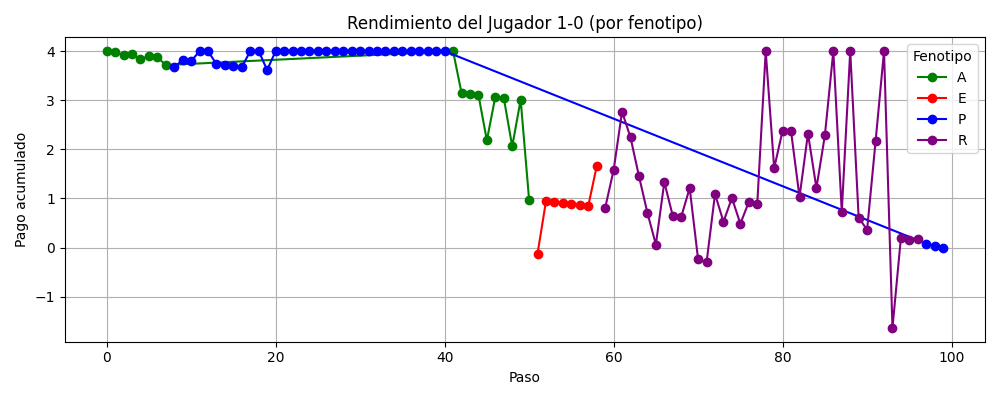 Rendimiento del Jugador 1-0 (por fenotipo)
Pago acumulado
4
3
2
1
0
−1
0 20 40 60 80 100
Paso
Fenotipo
A
E
P
R